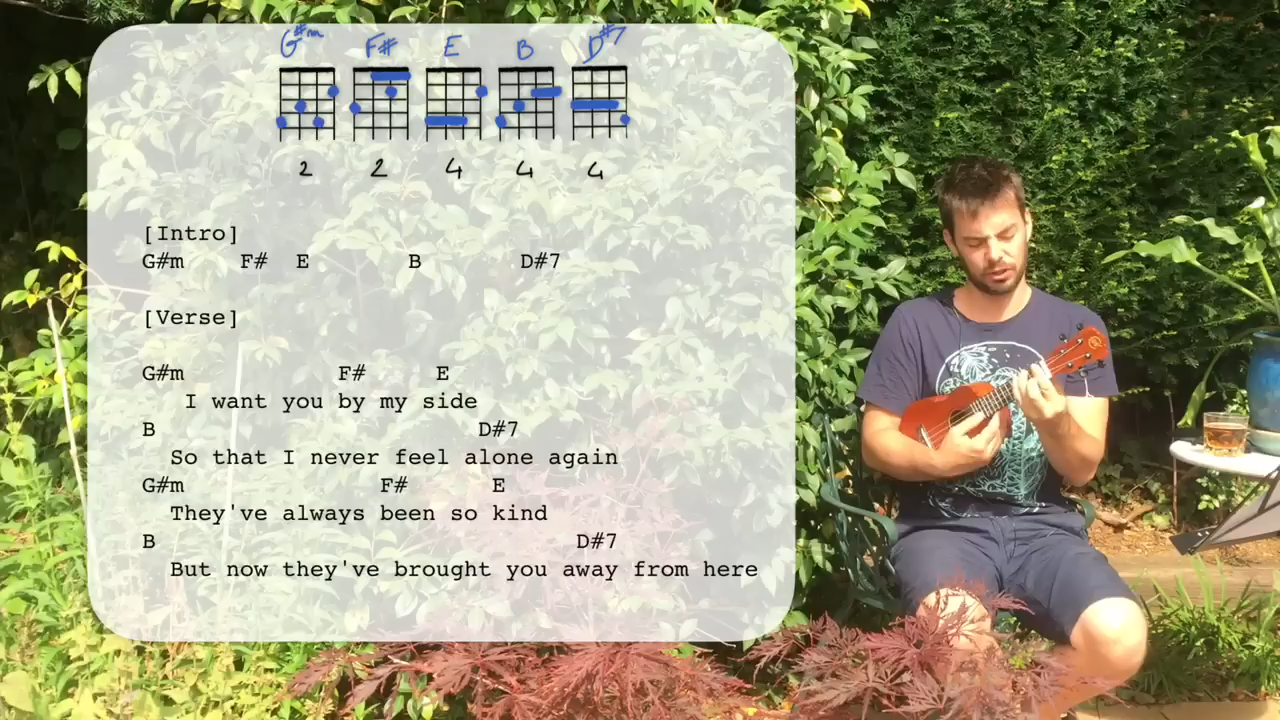 G#m F# E B D#7
2 2 4 4 4
[Intro]
G#m F# E B D#7
[Verse]
G#m F# E
I want you by my side
B D#7
So that I never feel alone again
G#m F# E
They've always been so kind
B D#7
But now they've brought you away from here